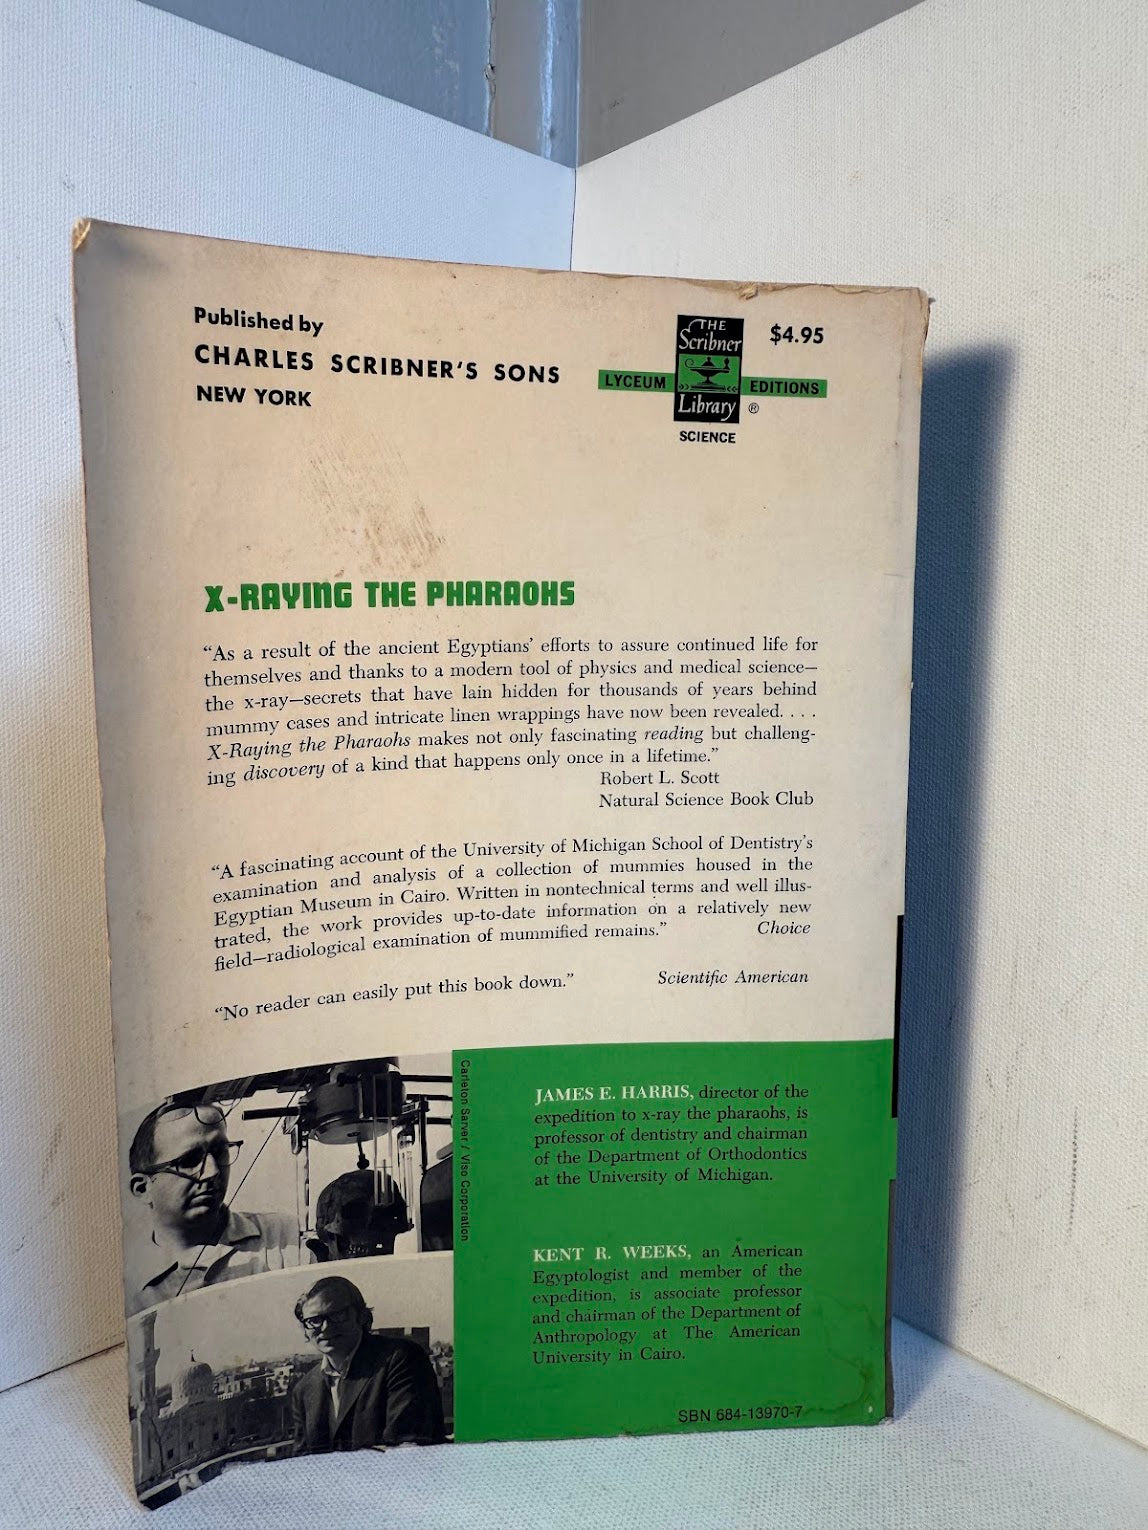 Published by
CHARLES SCRIBNER'S SONS
NEW YORK
THE
Scribner
LYCEUM EDITIONS
Library ®
SCIENCE
$4.95
X-RAYING THE PHARAOHS
“As a result of the ancient Egyptians’ efforts to assure continued life for
themselves and thanks to a modern tool of physics and medical science—
the x-ray—secrets that have lain hidden for thousands of years behind
mummy cases and intricate linen wrappings have now been revealed. . . .
X-Raying the Pharaohs makes not only fascinating reading but challeng-
ing discovery of a kind that happens only once in a lifetime.”
Robert L. Scott
Natural Science Book Club
“A fascinating account of the University of Michigan School of Dentistry’s
examination and analysis of a collection of mummies housed in the
Egyptian Museum in Cairo. Written in nontechnical terms and well illus-
trated, the work provides up-to-date information on a relatively new
field—radiological examination of mummified remains.” Choice
“No reader can easily put this book down.” Scientific American
Carleton Sarver / Viso Corporation
JAMES E. HARRIS, director of the
expedition to x-ray the pharaohs, is
professor of dentistry and chairman
of the Department of Orthodontics
at the University of Michigan.
KENT R. WEEKS, an American
Egyptologist and member of the
expedition, is associate professor
and chairman of the Department of
Anthropology at The American
University in Cairo.
SBN 684-13970-7